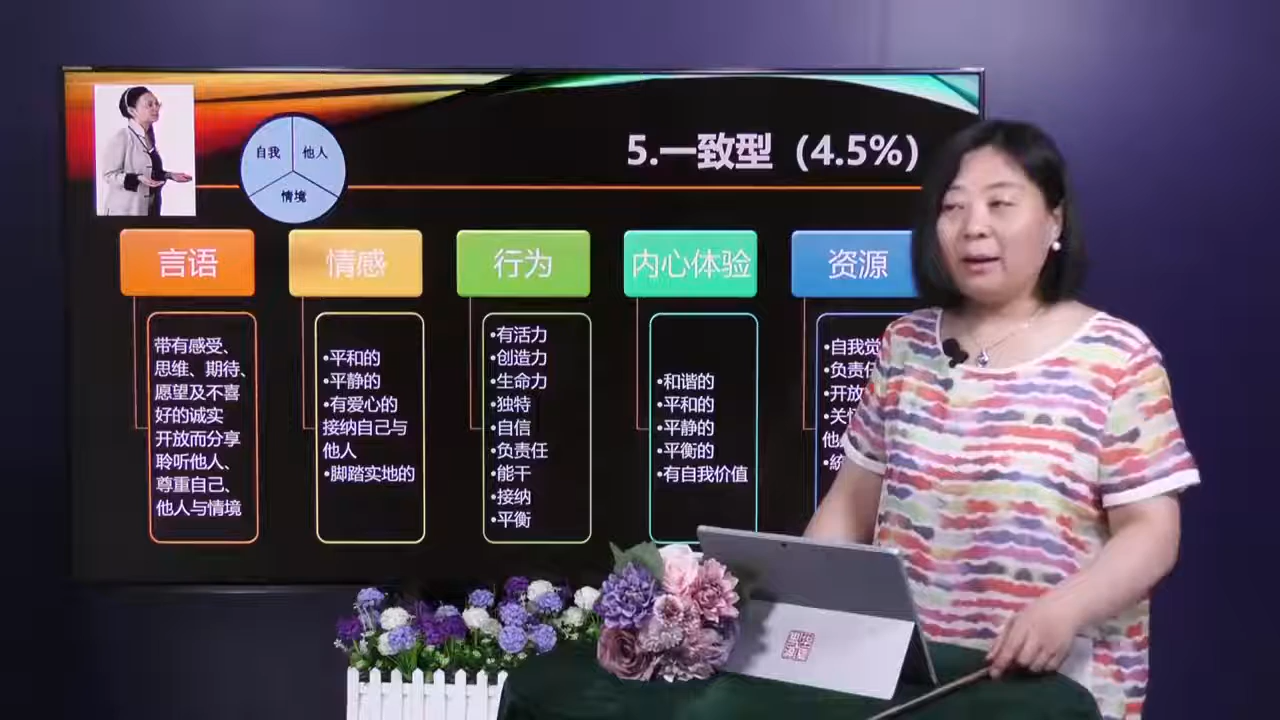 5.一致型（4.5%）
自我
他人
情境
言语
带有感受、
思维、期待、
愿望及不喜
好的诚实
开放而分享
聆听他人、
尊重自己、
他人与情境
情感
•平和的
•平静的
•有爱心的
接纳自己与
他人
•脚踏实地的
行为
•有活力
•创造力
•生命力
•独特
•自信
•负责任
•能干
•接纳
•平衡
内心体验
•和谐的
•平和的
•平静的
•平衡的
•有自我价值
资源
•自我觉
负责任
•开放
•关
他